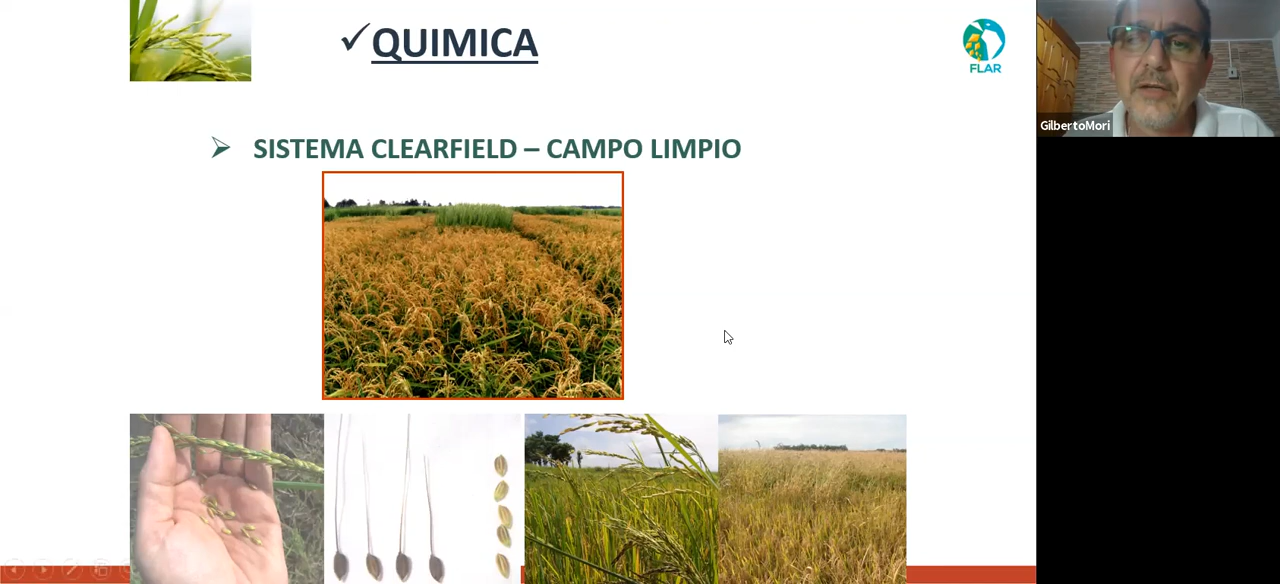 QUIMICA
FLAR
SISTEMA CLEARFIELD – CAMPO LIMPIO
GilbertoMori